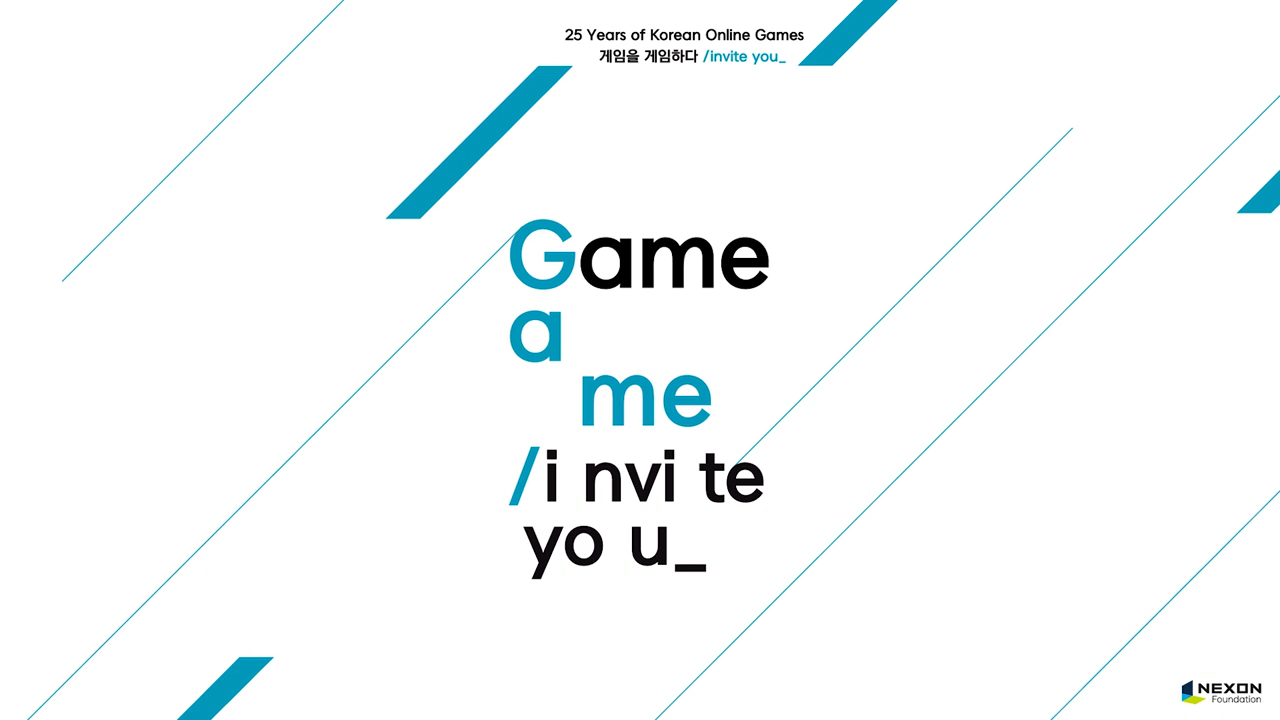 25 Years of Korean Online Games
게임을 게임하다 /invite you_
Game
a
me
/i nvi te
yo u_
NEXON
Foundation